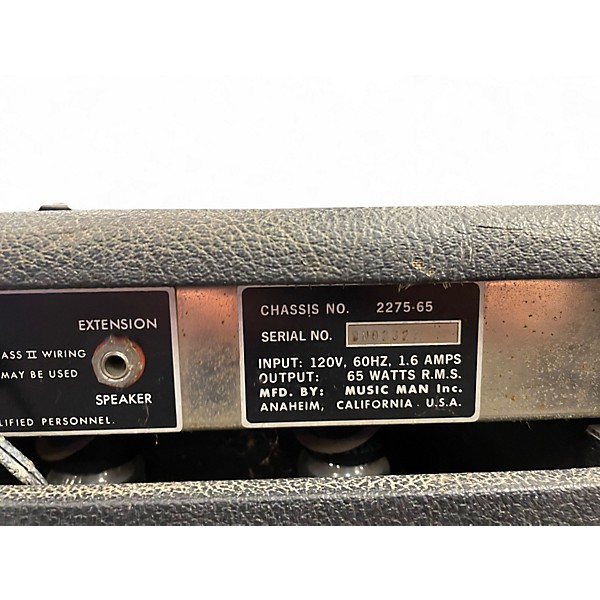 EXTENSION
ASS II WIRING
MAY BE USED
SPEAKER
LIFIED PERSONNEL.
CHASSIS NO. 2275-65
SERIAL NO.
INPUT: 120V, 60HZ, 1.6 AMPS
OUTPUT: 65 WATTS R.M.S.
MFD. BY: MUSIC MAN Inc.
ANAHEIM, CALIFORNIA U.S.A.